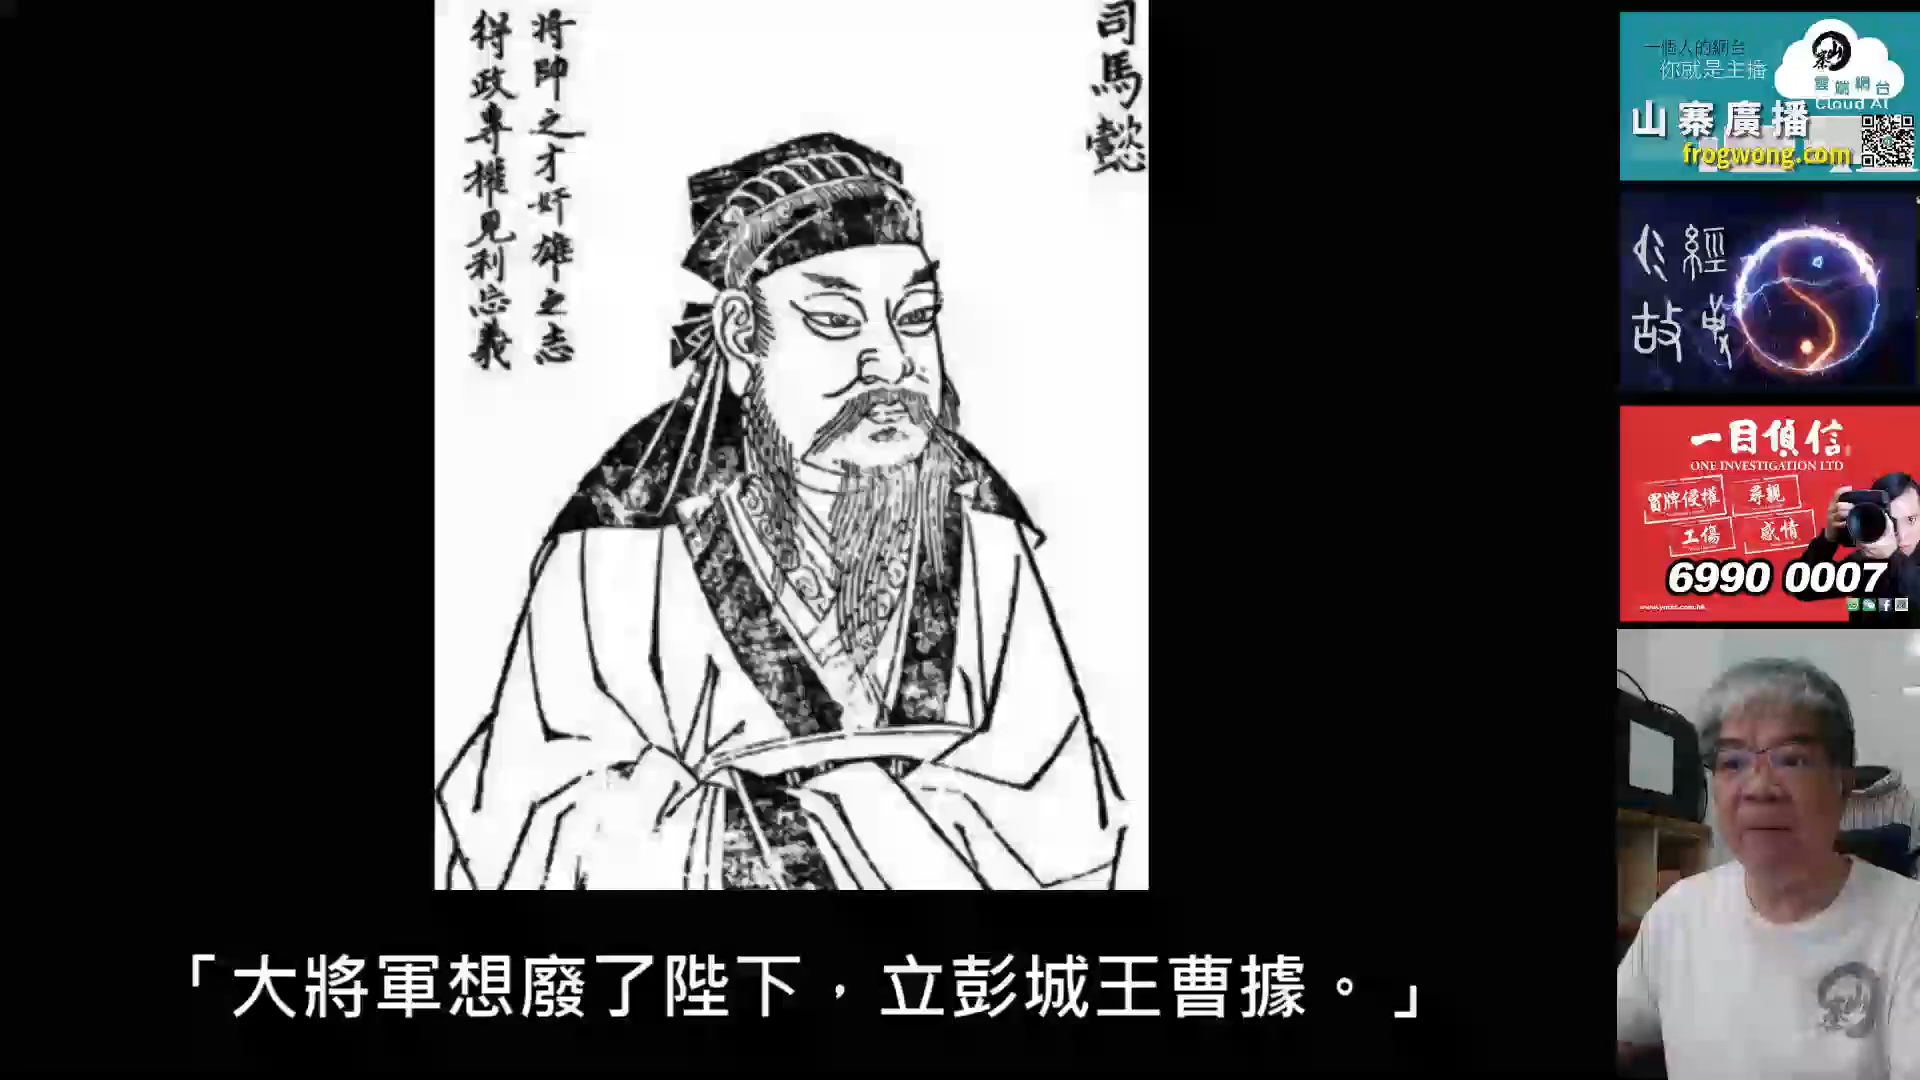 司馬懿
將帥之才奸雄之志
得政專權見利忘義
「大將軍想廢了陛下，立彭城王曹據。」
一個人的網台
你就是主播
山寨
雲端網台
Cloud AI
山寨廣播
frogwong.com
經
故
一目偵信
ONE INVESTIGATION LTD
冒牌侵權
尋親
工傷
感情
6990 0007